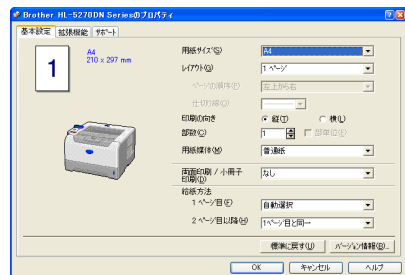 Brother HL-5270DN Seriesのプロパティ
基本設定 拡張機能 サポート
1
A4
210 x 297 mm
用紙サイズ(S) A4
レイアウト(G) 1 ページ
ページの順序(P) 左上から右
仕切り線(O)
印刷の向き 縦(T) 横(L)
部数(C) 1 部単位(E)
用紙媒体(M) 普通紙
両面印刷 / 小冊子 なし
印刷(D)
給紙方法
1 ページ目(F) 自動選択
2 ページ目以降(H) 1ページ目と同一
標準に戻す(U) バージョン情報(B)...
OK キャンセル ヘルプ